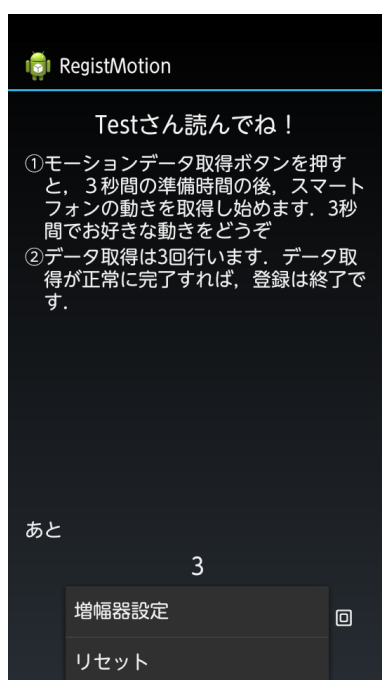 RegistMotion
Testさん読んでね！
①モーションデータ取得ボタンを押す
と，３秒間の準備時間の後，スマート
フォンの動きを取得し始めます．3秒
間でお好きな動きをどうぞ
②データ取得は3回行います．データ取
得が正常に完了すれば，登録は終了で
す．
あと
3
増幅器設定
回
リセット